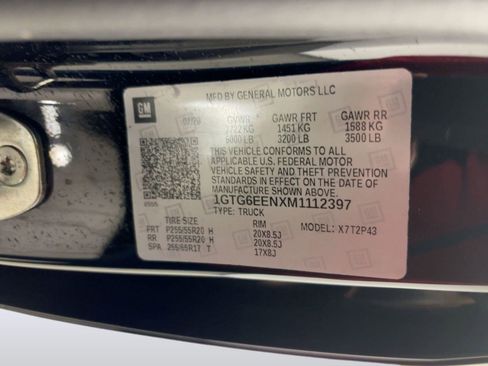 GM
MFD BY GENERAL MOTORS LLC
07/20 GVWR GAWR FRT GAWR RR
2722 KG 1451 KG 1588 KG
6000 LB 3200 LB 3500 LB
THIS VEHICLE CONFORMS TO ALL
APPLICABLE U.S. FEDERAL MOTOR
VEHICLE SAFETY AND THEFT PREVENTION
STANDARDS IN EFFECT ON THE DATE OF
MANUFACTURE SHOWN ABOVE.
1GTG6EENXM1112397
TYPE: TRUCK MODEL: X7T2P43
TIRE SIZE RIM
FRT P255/55R20 H 20X8.5J
RR P255/55R20 H 20X8.5J
SPA 255/65R17 T 17X8J